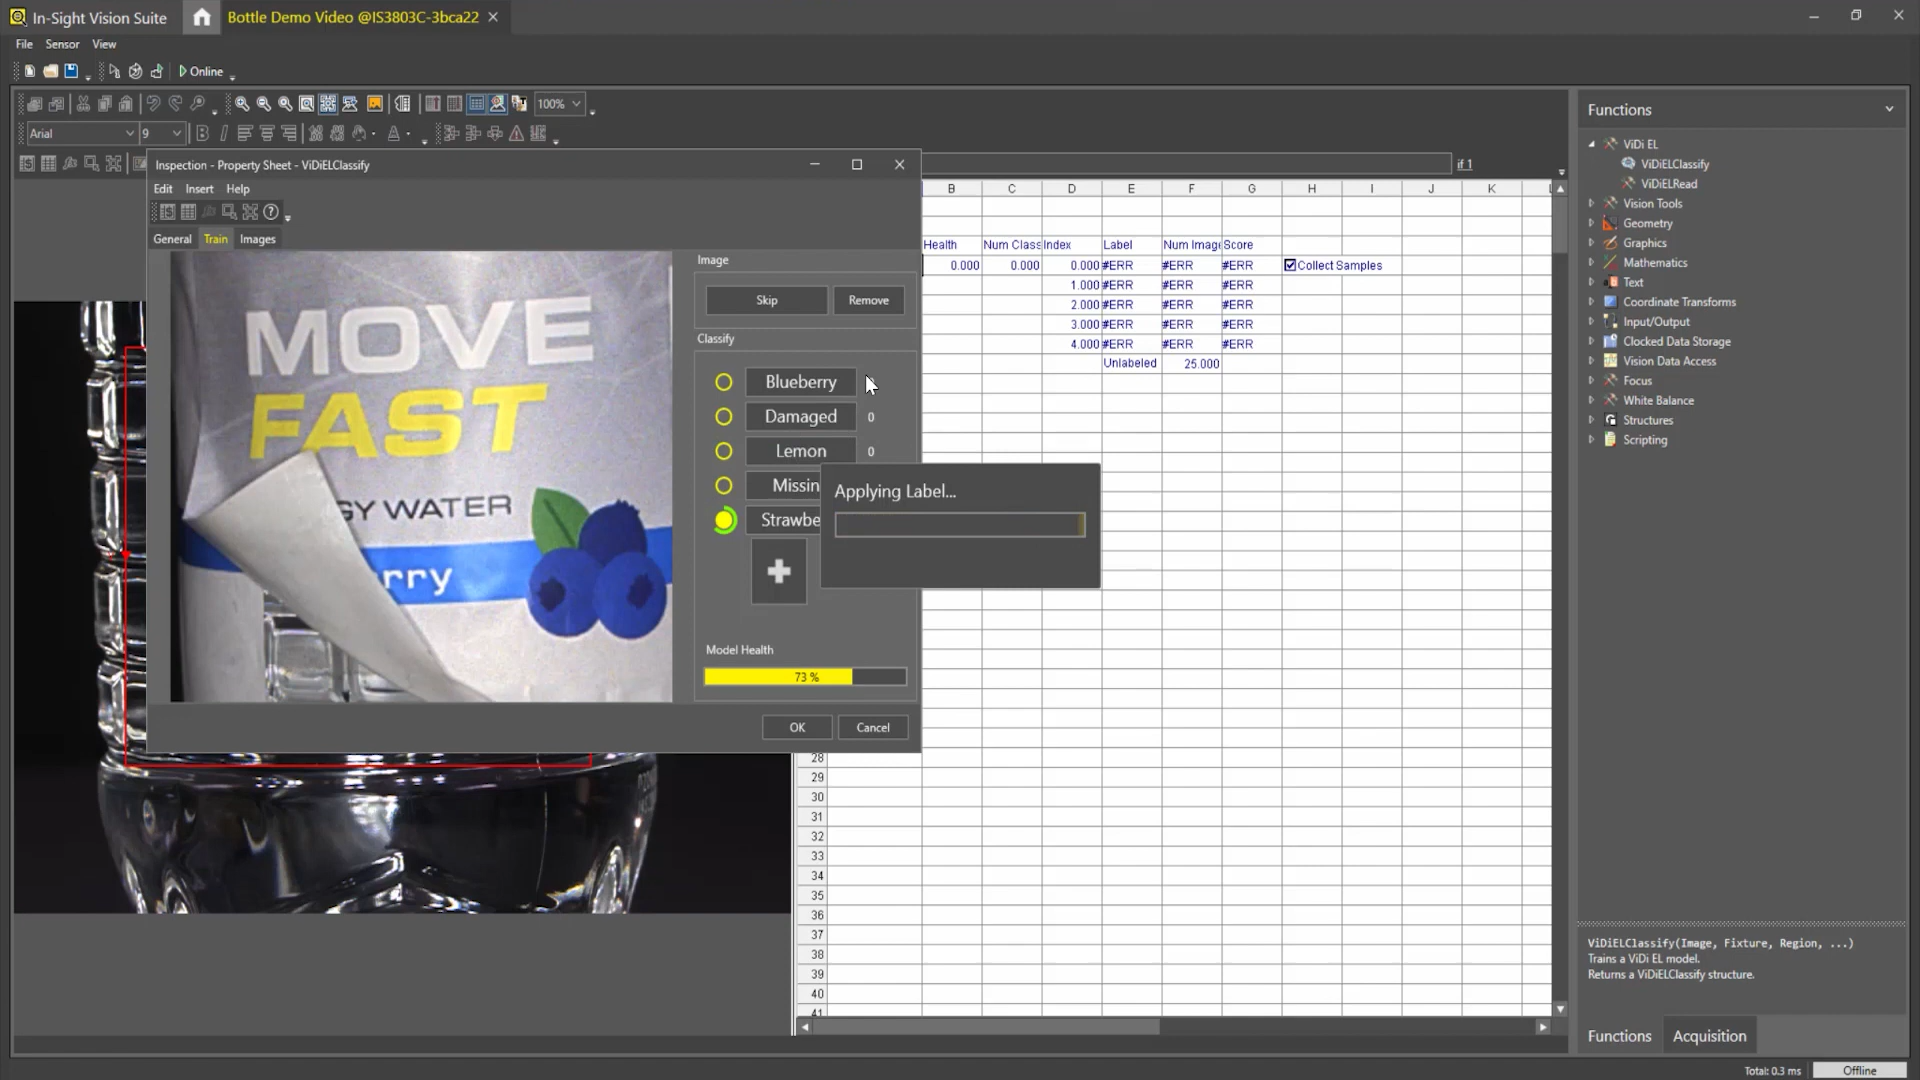 In-Sight Vision Suite
Bottle Demo Video @IS3803C-3bca22
File Sensor View
Online
100%
Arial 9
Inspection - Property Sheet - ViDiELClassify
if 1
Edit Insert Help
General Train Images
MOVE
FAST
GY WATER
rry
Image
Skip Remove
Classify
Blueberry
Damaged 0
Lemon 0
Missin
Strawbe
Applying Label...
Model Health
73 %
OK Cancel
B C D E F G H I J K
Health Num Class Index Label Num Imag Score
0.000 0.000 0.000 #ERR #ERR #ERR Collect Samples
1.000 #ERR #ERR #ERR
2.000 #ERR #ERR #ERR
3.000 #ERR #ERR #ERR
4.000 #ERR #ERR #ERR
Unlabeled 25.000
28
29
30
31
32
33
34
35
36
37
38
39
40
41
Functions
ViDi EL
ViDiELClassify
ViDiELRead
Vision Tools
Geometry
Graphics
Mathematics
Text
Coordinate Transforms
Input/Output
Clocked Data Storage
Vision Data Access
Focus
White Balance
Structures
Scripting
ViDiELClassify(Image, Fixture, Region, ...)
Trains a ViDi EL model.
Returns a ViDiELClassify structure.
Functions Acquisition
Total: 0.3 ms Offline